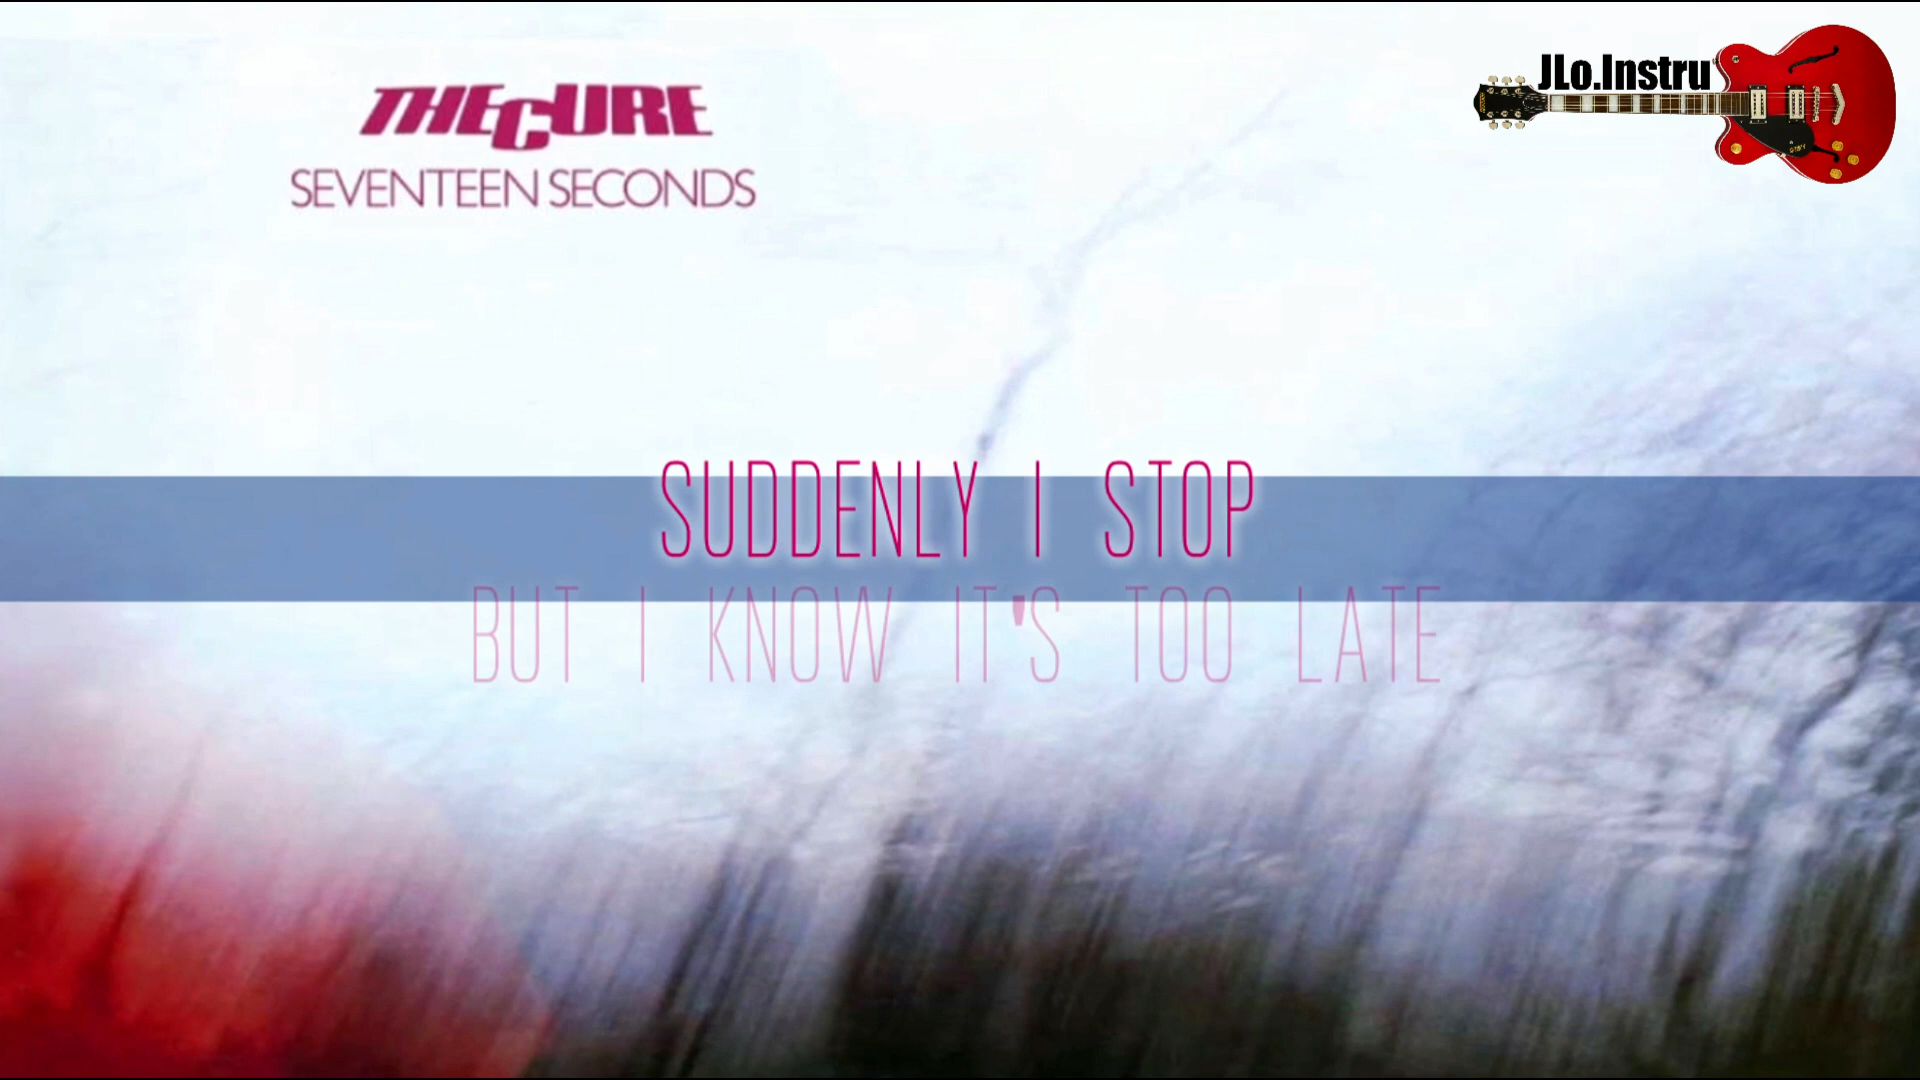 THE CURE
SEVENTEEN SECONDS
JLo.Instru
SUDDENLY I STOP
BUT I KNOW IT'S TOO LATE